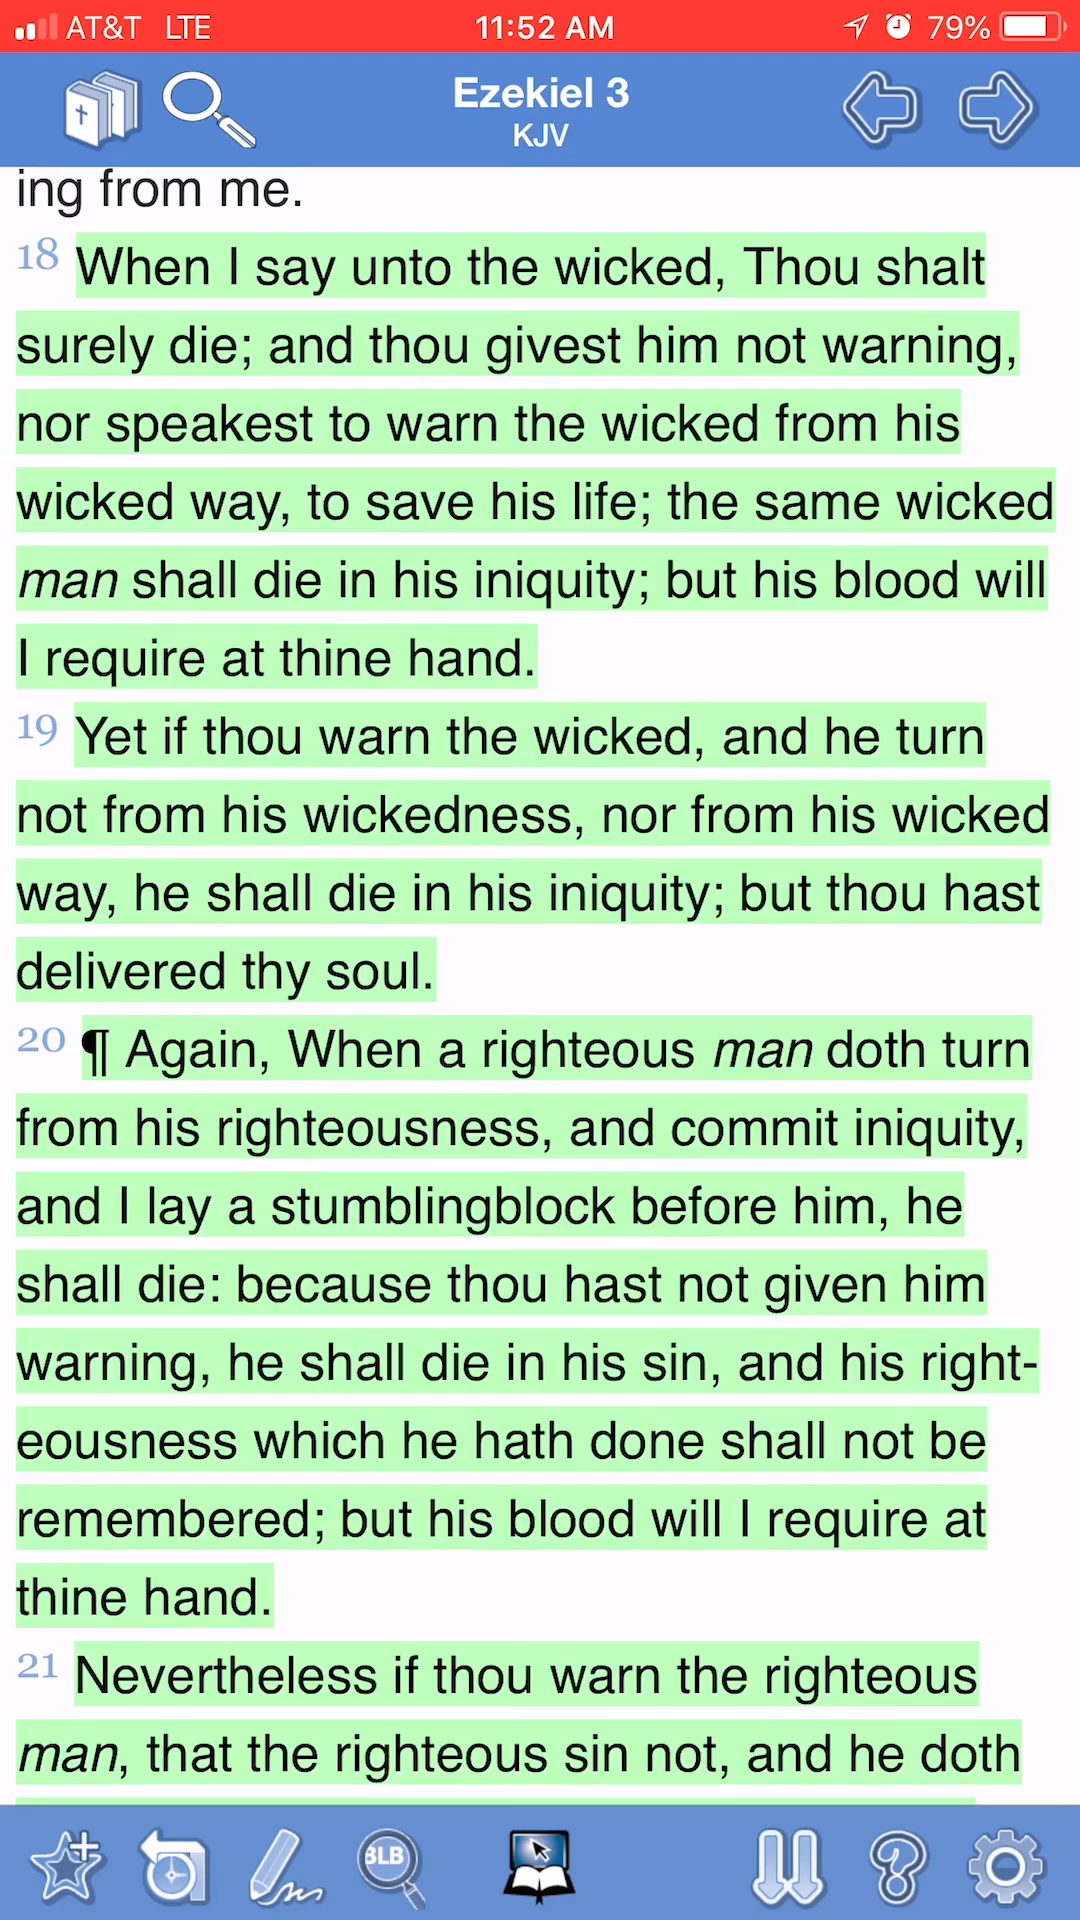 AT&T LTE 11:52 AM 79%
Ezekiel 3
KJV
ing from me.
18 When I say unto the wicked, Thou shalt
surely die; and thou givest him not warning,
nor speakest to warn the wicked from his
wicked way, to save his life; the same wicked
man shall die in his iniquity; but his blood will
I require at thine hand.
19 Yet if thou warn the wicked, and he turn
not from his wickedness, nor from his wicked
way, he shall die in his iniquity; but thou hast
delivered thy soul.
20 ¶ Again, When a righteous man doth turn
from his righteousness, and commit iniquity,
and I lay a stumblingblock before him, he
shall die: because thou hast not given him
warning, he shall die in his sin, and his right-
eousness which he hath done shall not be
remembered; but his blood will I require at
thine hand.
21 Nevertheless if thou warn the righteous
man, that the righteous sin not, and he doth
BLB